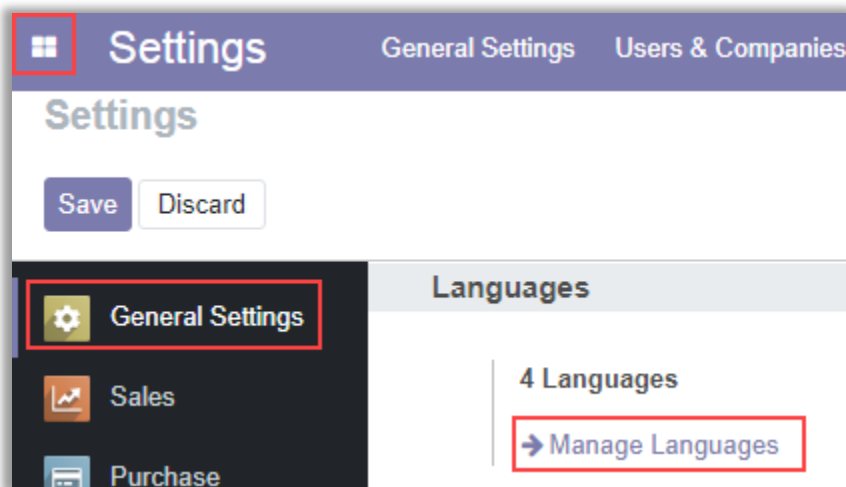 Settings General Settings Users & Companies
Settings
Save Discard
General Settings
Sales
Purchase
Languages
4 Languages
Manage Languages